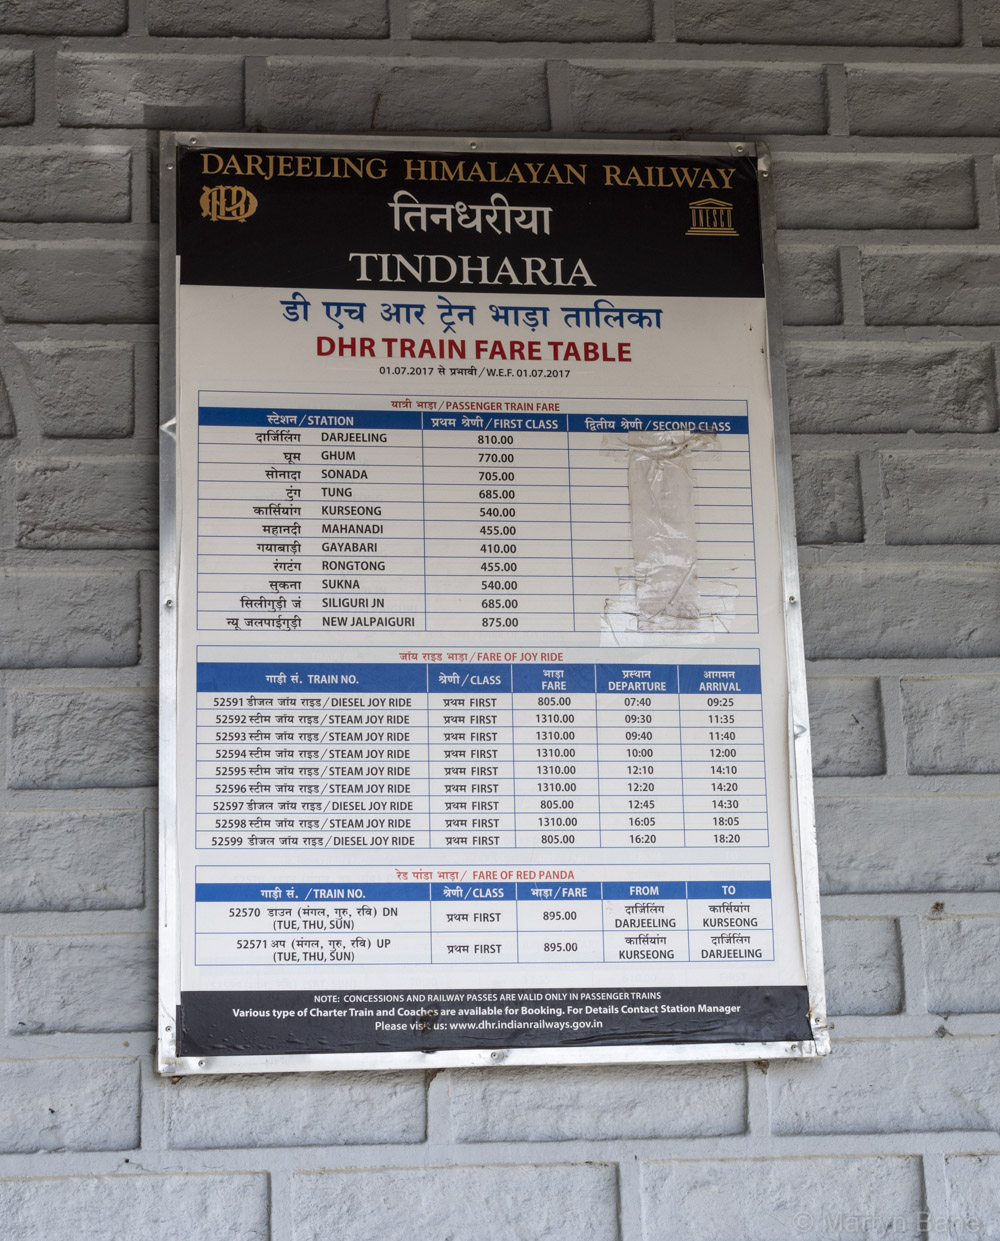 DARJEELING HIMALAYAN RAILWAY
DHR
UNESCO
तिनधरीया
TINDHARIA
डी एच आर ट्रेन भाड़ा तालिका
DHR TRAIN FARE TABLE
01.07.2017 से प्रभावी / W.E.F. 01.07.2017
यात्री भाड़ा / PASSENGER TRAIN FARE
स्टेशन / STATION प्रथम श्रेणी / FIRST CLASS द्वितीय श्रेणी / SECOND CLASS
दार्जिलिंग DARJEELING 810.00
घूम GHUM 770.00
सोनादा SONADA 705.00
टुंग TUNG 685.00
कार्सियांग KURSEONG 540.00
महानदी MAHANADI 455.00
गयाबाड़ी GAYABARI 410.00
रंगटंग RONGTONG 455.00
सुकना SUKNA 540.00
सिलीगुड़ी जं SILIGURI JN 685.00
न्यू जलपाईगुड़ी NEW JALPAIGURI 875.00
जॉय राइड भाड़ा / FARE OF JOY RIDE
गाड़ी सं. TRAIN NO. श्रेणी / CLASS भाड़ा FARE प्रस्थान DEPARTURE आगमन ARRIVAL
52591 डीजल जॉय राइड / DIESEL JOY RIDE प्रथम FIRST 805.00 07:40 09:25
52592 स्टीम जॉय राइड / STEAM JOY RIDE प्रथम FIRST 1310.00 09:30 11:35
52593 स्टीम जॉय राइड / STEAM JOY RIDE प्रथम FIRST 1310.00 09:40 11:40
52594 स्टीम जॉय राइड / STEAM JOY RIDE प्रथम FIRST 1310.00 10:00 12:00
52595 स्टीम जॉय राइड / STEAM JOY RIDE प्रथम FIRST 1310.00 12:10 14:10
52596 स्टीम जॉय राइड / STEAM JOY RIDE प्रथम FIRST 1310.00 12:20 14:20
52597 डीजल जॉय राइड / DIESEL JOY RIDE प्रथम FIRST 805.00 12:45 14:30
52598 स्टीम जॉय राइड / STEAM JOY RIDE प्रथम FIRST 1310.00 16:05 18:05
52599 डीजल जॉय राइड / DIESEL JOY RIDE प्रथम FIRST 805.00 16:20 18:20
रेड पांडा भाड़ा / FARE OF RED PANDA
गाड़ी सं. / TRAIN NO. श्रेणी / CLASS भाड़ा / FARE FROM TO
52570 डाउन (मंगल, गुरु, रवि) DN (TUE, THU, SUN) प्रथम FIRST 895.00 दार्जिलिंग DARJEELING कार्सियांग KURSEONG
52571 अप (मंगल, गुरु, रवि) UP (TUE, THU, SUN) प्रथम FIRST 895.00 कार्सियांग KURSEONG दार्जिलिंग DARJEELING
NOTE: CONCESSIONS AND RAILWAY PASSES ARE VALID ONLY IN PASSENGER TRAINS
Various type of Charter Train and Coaches are available for Booking. For Details Contact Station Manager
Please visit us: www.dhr.indianrailways.gov.in
© Martyn Bane